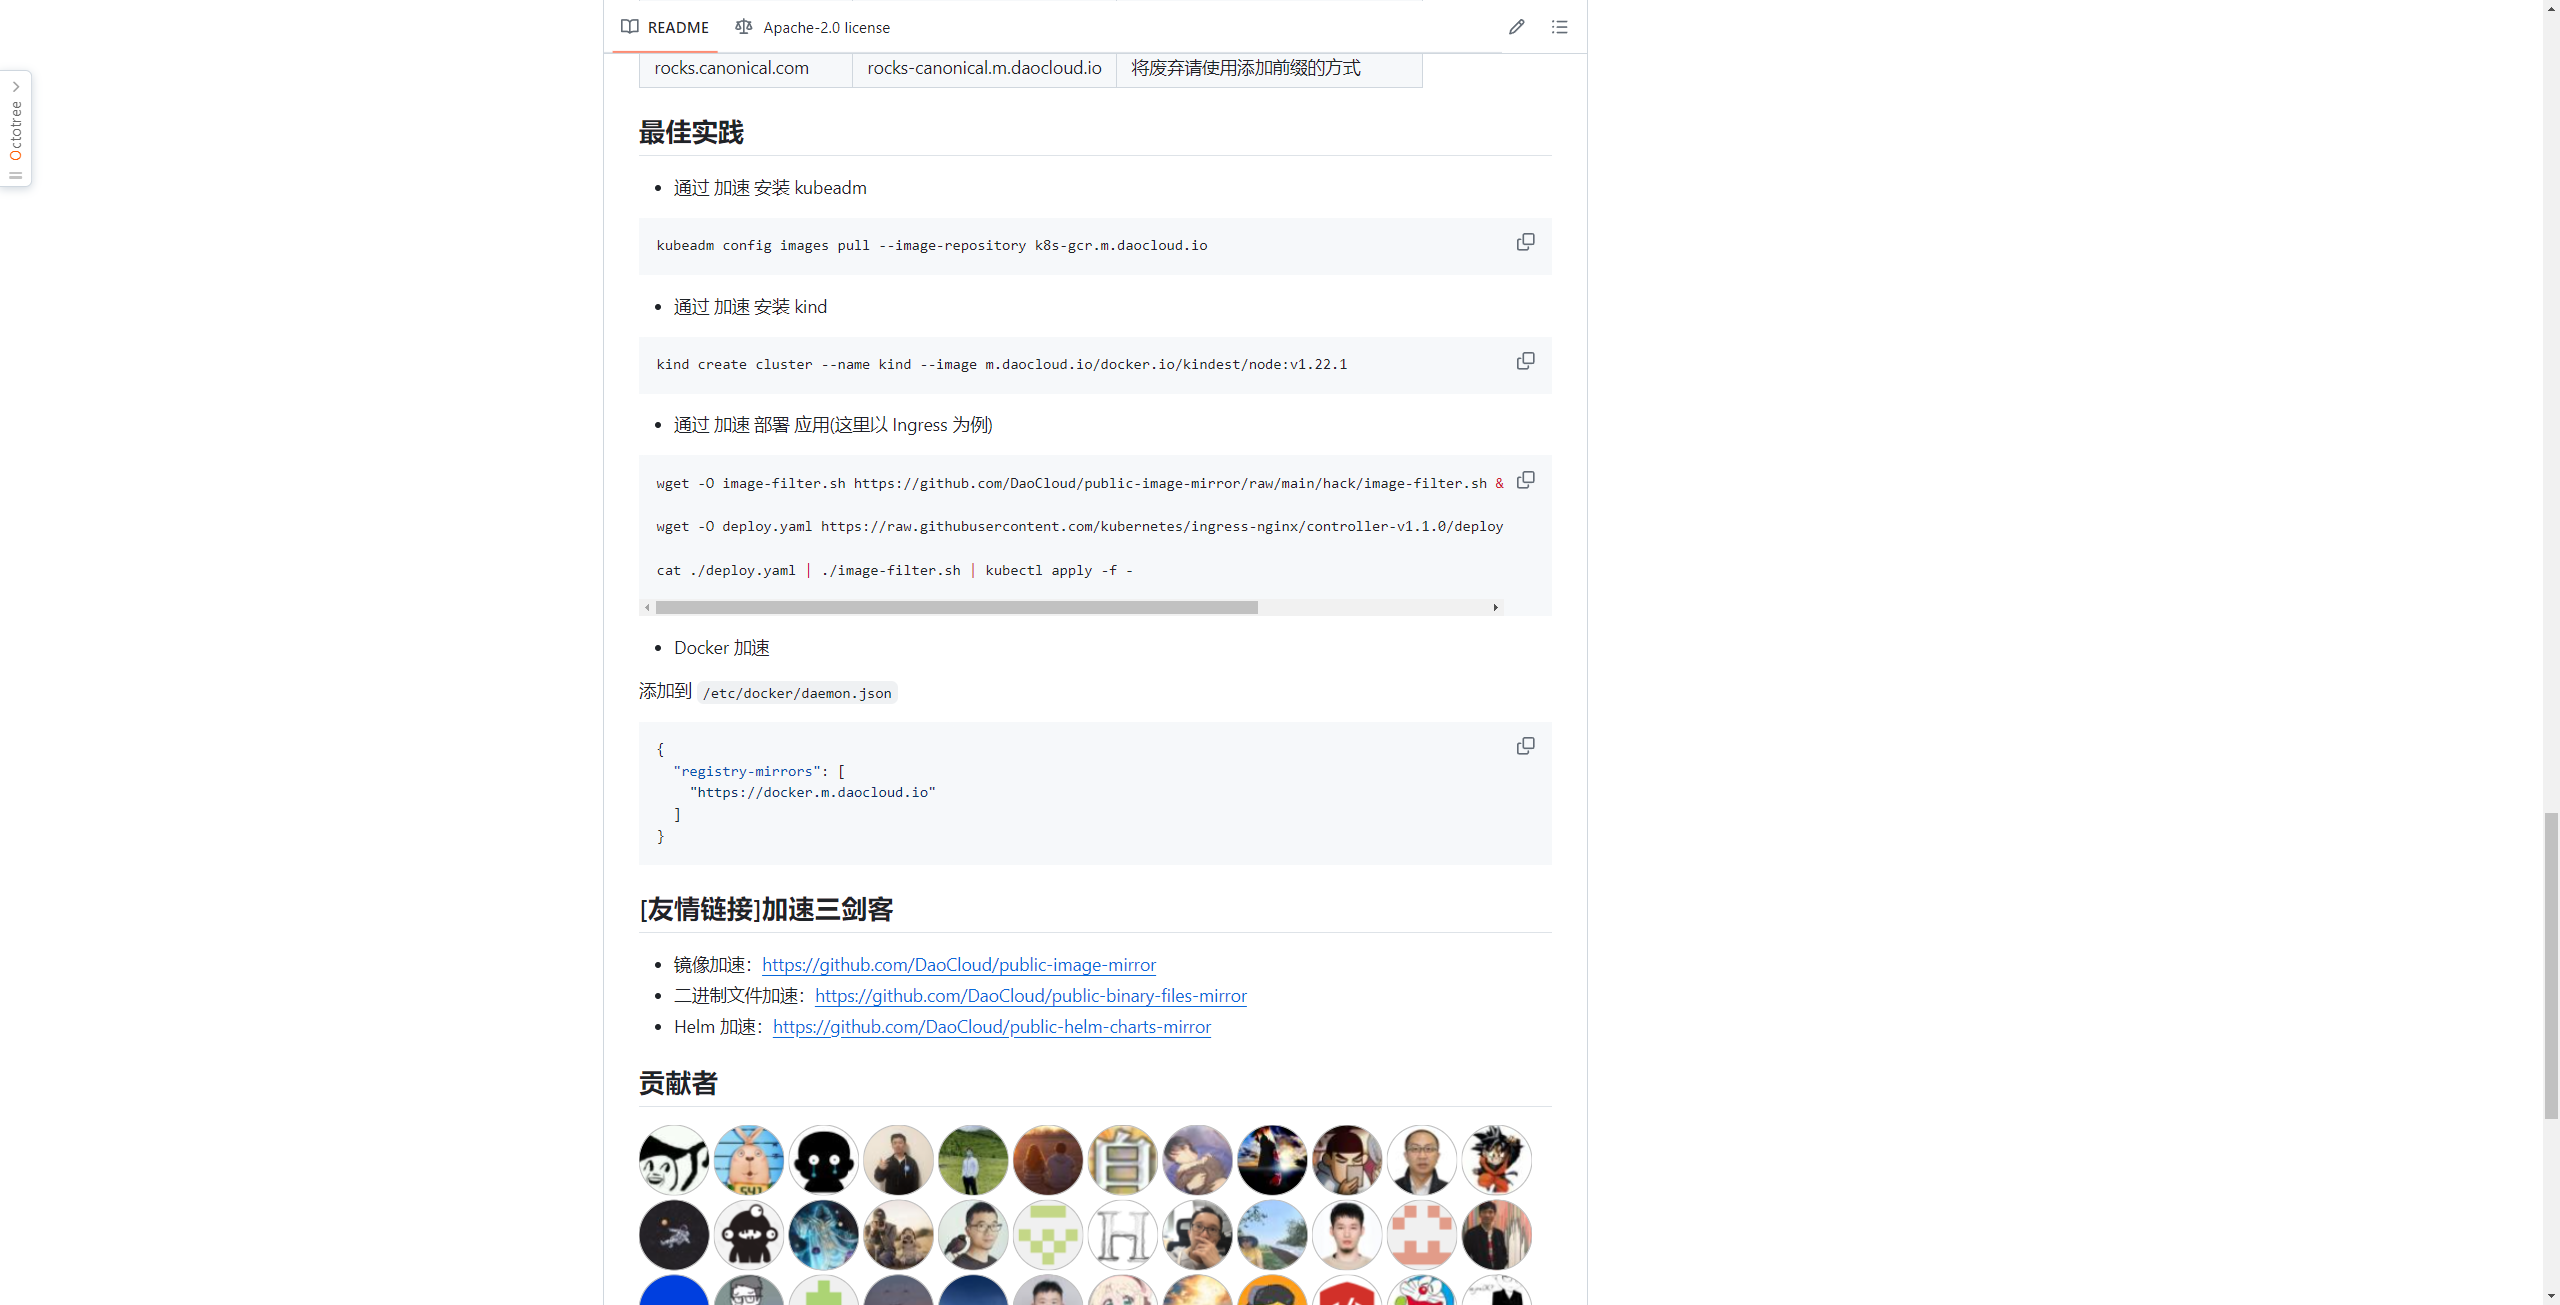 README Apache-2.0 license
Octotree
rocks.canonical.com rocks-canonical.m.daocloud.io 将废弃请使用添加前缀的方式
最佳实践
通过 加速 安装 kubeadm
kubeadm config images pull --image-repository k8s-gcr.m.daocloud.io
通过 加速 安装 kind
kind create cluster --name kind --image m.daocloud.io/docker.io/kindest/node:v1.22.1
通过 加速 部署 应用(这里以 Ingress 为例)
wget -O image-filter.sh https://github.com/DaoCloud/public-image-mirror/raw/main/hack/image-filter.sh &
wget -O deploy.yaml https://raw.githubusercontent.com/kubernetes/ingress-nginx/controller-v1.1.0/deploy
cat ./deploy.yaml | ./image-filter.sh | kubectl apply -f -
Docker 加速
添加到 /etc/docker/daemon.json
{
"registry-mirrors": [
"https://docker.m.daocloud.io"
]
}
[友情链接]加速三剑客
镜像加速：https://github.com/DaoCloud/public-image-mirror
二进制文件加速：https://github.com/DaoCloud/public-binary-files-mirror
Helm 加速：https://github.com/DaoCloud/public-helm-charts-mirror
贡献者